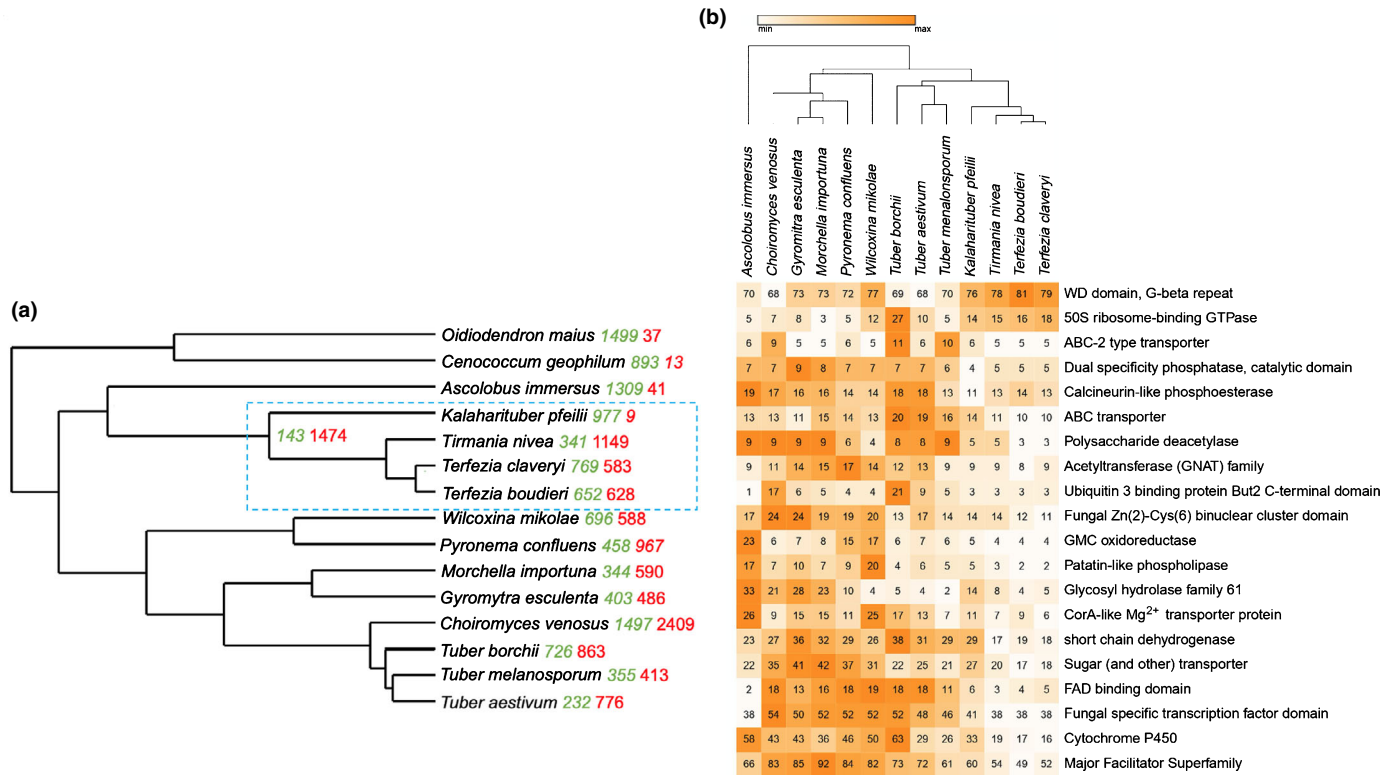 (b)
min max
Ascolobus immersus
Choiromyces venosus
Gyromitra esculenta
Morchella importuna
Pyronema confluens
Wilcoxina mikolae
Tuber borchii
Tuber aestivum
Tuber menalonsporum
Kalaharituber pfeilii
Tirmania nivea
Terfezia boudieri
Terfezia claveryi
70 68 73 73 72 77 69 68 70 76 78 81 79 WD domain, G-beta repeat
5 7 8 3 5 12 27 10 5 14 15 16 18 50S ribosome-binding GTPase
6 9 5 5 6 5 11 6 10 6 5 5 5 ABC-2 type transporter
7 7 9 8 7 7 7 7 6 4 5 5 5 Dual specificity phosphatase, catalytic domain
19 17 16 16 14 14 18 18 13 11 13 14 13 Calcineurin-like phosphoesterase
13 13 11 15 14 13 20 19 16 14 11 10 10 ABC transporter
9 9 9 9 6 4 8 8 9 5 5 3 3 Polysaccharide deacetylase
9 11 14 15 17 14 12 13 9 9 9 8 9 Acetyltransferase (GNAT) family
1 17 6 5 4 4 21 9 5 3 3 3 3 Ubiquitin 3 binding protein But2 C-terminal domain
17 24 24 19 19 20 13 17 14 14 14 12 11 Fungal Zn(2)-Cys(6) binuclear cluster domain
23 6 7 8 15 17 6 7 6 5 4 4 4 GMC oxidoreductase
17 7 10 7 9 20 4 6 5 5 3 2 2 Patatin-like phospholipase
33 21 28 23 10 4 5 4 2 14 8 4 5 Glycosyl hydrolase family 61
26 9 15 15 11 25 17 13 7 11 7 9 6 CorA-like Mg2+ transporter protein
23 27 36 32 29 26 38 31 29 29 17 19 18 short chain dehydrogenase
22 35 41 42 37 31 22 25 21 27 20 17 18 Sugar (and other) transporter
2 18 13 16 18 19 18 18 11 6 3 4 5 FAD binding domain
38 54 50 52 52 52 52 48 46 41 38 38 38 Fungal specific transcription factor domain
58 43 43 36 46 50 63 29 26 33 19 17 16 Cytochrome P450
66 83 85 92 84 82 73 72 61 60 54 49 52 Major Facilitator Superfamily
(a)
Oidiodendron maius 1499 37
Cenococcum geophilum 893 13
Ascolobus immersus 1309 41
Kalaharituber pfeilii 977 9
143 1474
Tirmania nivea 341 1149
Terfezia claveryi 769 583
Terfezia boudieri 652 628
Wilcoxina mikolae 696 588
Pyronema confluens 458 967
Morchella importuna 344 590
Gyromytra esculenta 403 486
Choiromyces venosus 1497 2409
Tuber borchii 726 863
Tuber melanosporum 355 413
Tuber aestivum 232 776